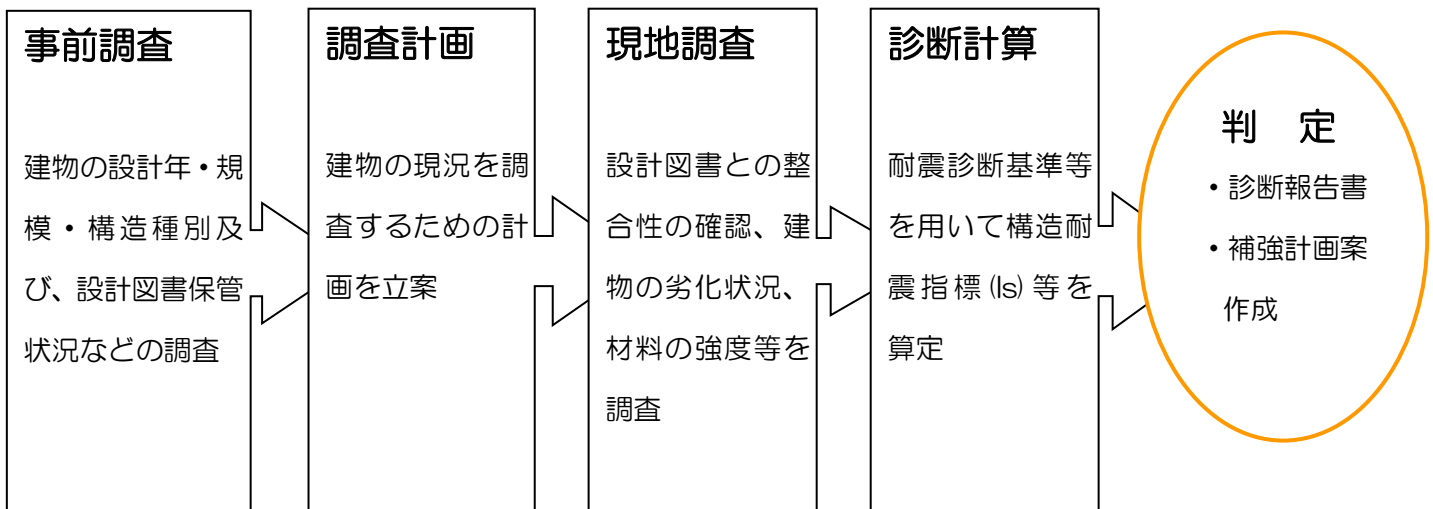 事前調査
建物の設計年・規
模・構造種別及
び、設計図書保管
状況などの調査
調査計画
建物の現況を調
査するための計
画を立案
現地調査
設計図書との整
合性の確認、建
物の劣化状況、
材料の強度等を
調査
診断計算
耐震診断基準等
を用いて構造耐
震指標(Is)等を
算定
判 定
・診断報告書
・補強計画案
作成